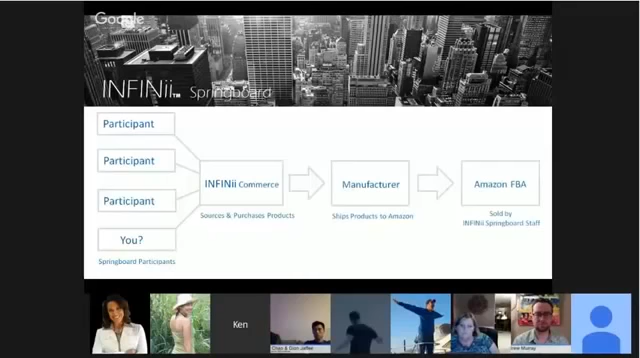 Google
INFINii™ Springboard
Participant
Participant
Participant
You?
Springboard Participants
INFINii Commerce
Sources & Purchases Products
Manufacturer
Ships Products to Amazon
Amazon FBA
Sold by
INFINii Springboard Staff
Ken